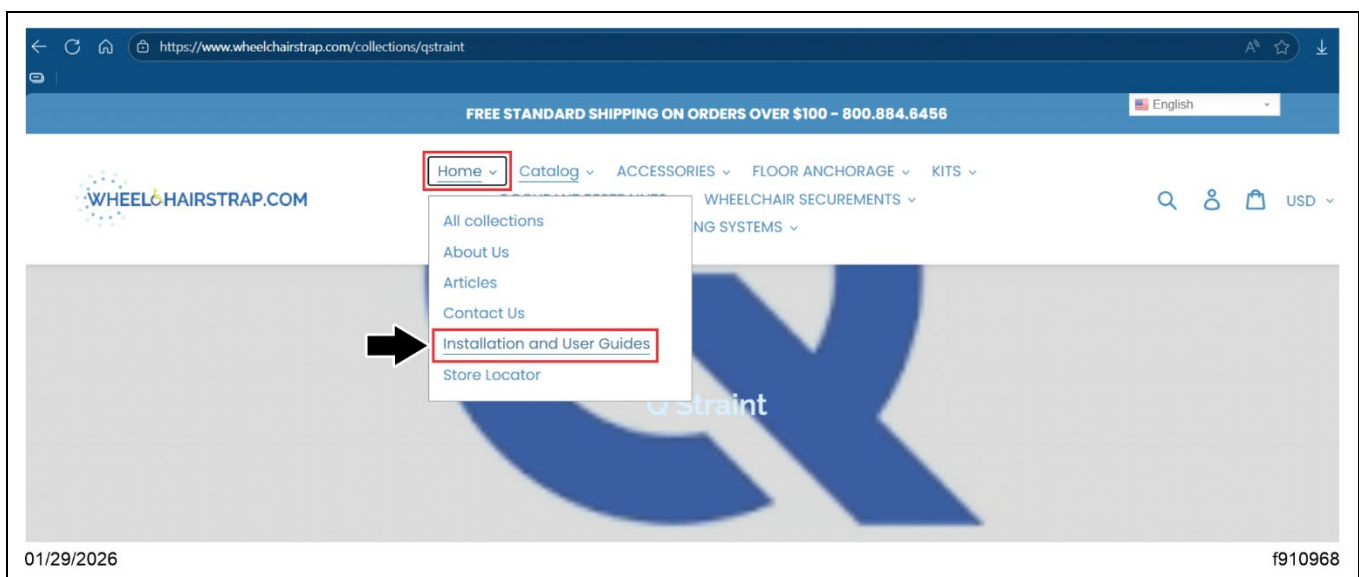 https://www.wheelchairstrap.com/collections/qstraint
FREE STANDARD SHIPPING ON ORDERS OVER $100 - 800.884.6456
English
Home
Catalog
ACCESSORIES
FLOOR ANCHORAGE
KITS
WHEELCHAIRSTRAP.COM
WHEELCHAIR SECUREMENTS
USD
NG SYSTEMS
All collections
About Us
Articles
Contact Us
Installation and User Guides
Store Locator
Q Straint
01/29/2026
f910968